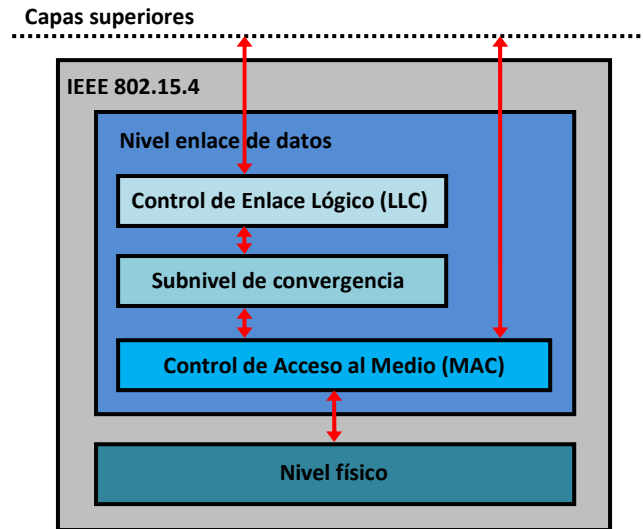 Capas superiores
IEEE 802.15.4
Nivel enlace de datos
Control de Enlace Lógico (LLC)
Subnivel de convergencia
Control de Acceso al Medio (MAC)
Nivel físico